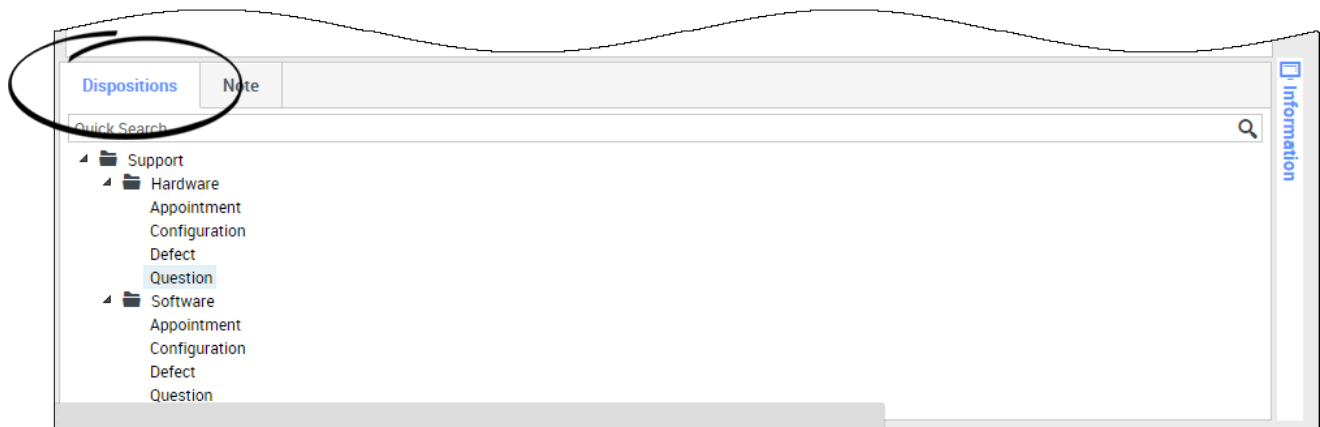 Dispositions Note
Quick Search
Support
Hardware
Appointment
Configuration
Defect
Question
Software
Appointment
Configuration
Defect
Question
Information